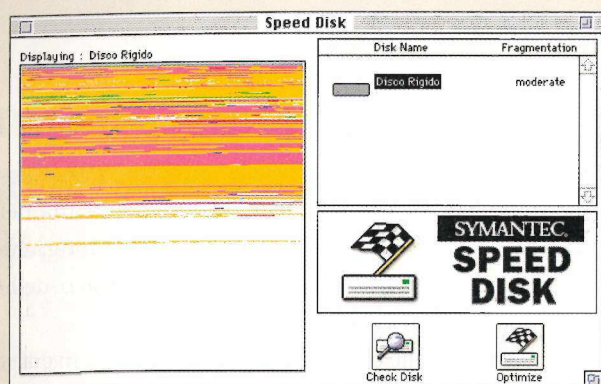 Speed Disk
Displaying : Disco Rigido
Disk Name Fragmentation
Disco Rigido moderate
SYMANTEC.
SPEED
DISK
Check Disk Optimize